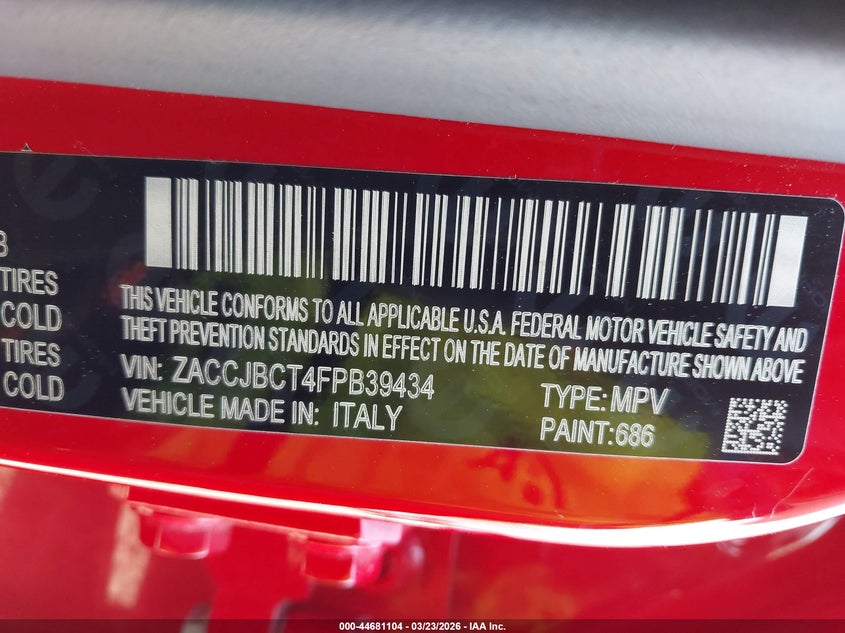 B
TIRES
COLD
TIRES
COLD
THIS VEHICLE CONFORMS TO ALL APPLICABLE U.S.A. FEDERAL MOTOR VEHICLE SAFETY AND
THEFT PREVENTION STANDARDS IN EFFECT ON THE DATE OF MANUFACTURE SHOWN ABOVE
VIN: ZACCJBCT4FPB39434 TYPE: MPV
VEHICLE MADE IN: ITALY PAINT:686
000-44681104 | 03/23/2026 - IAA Inc.